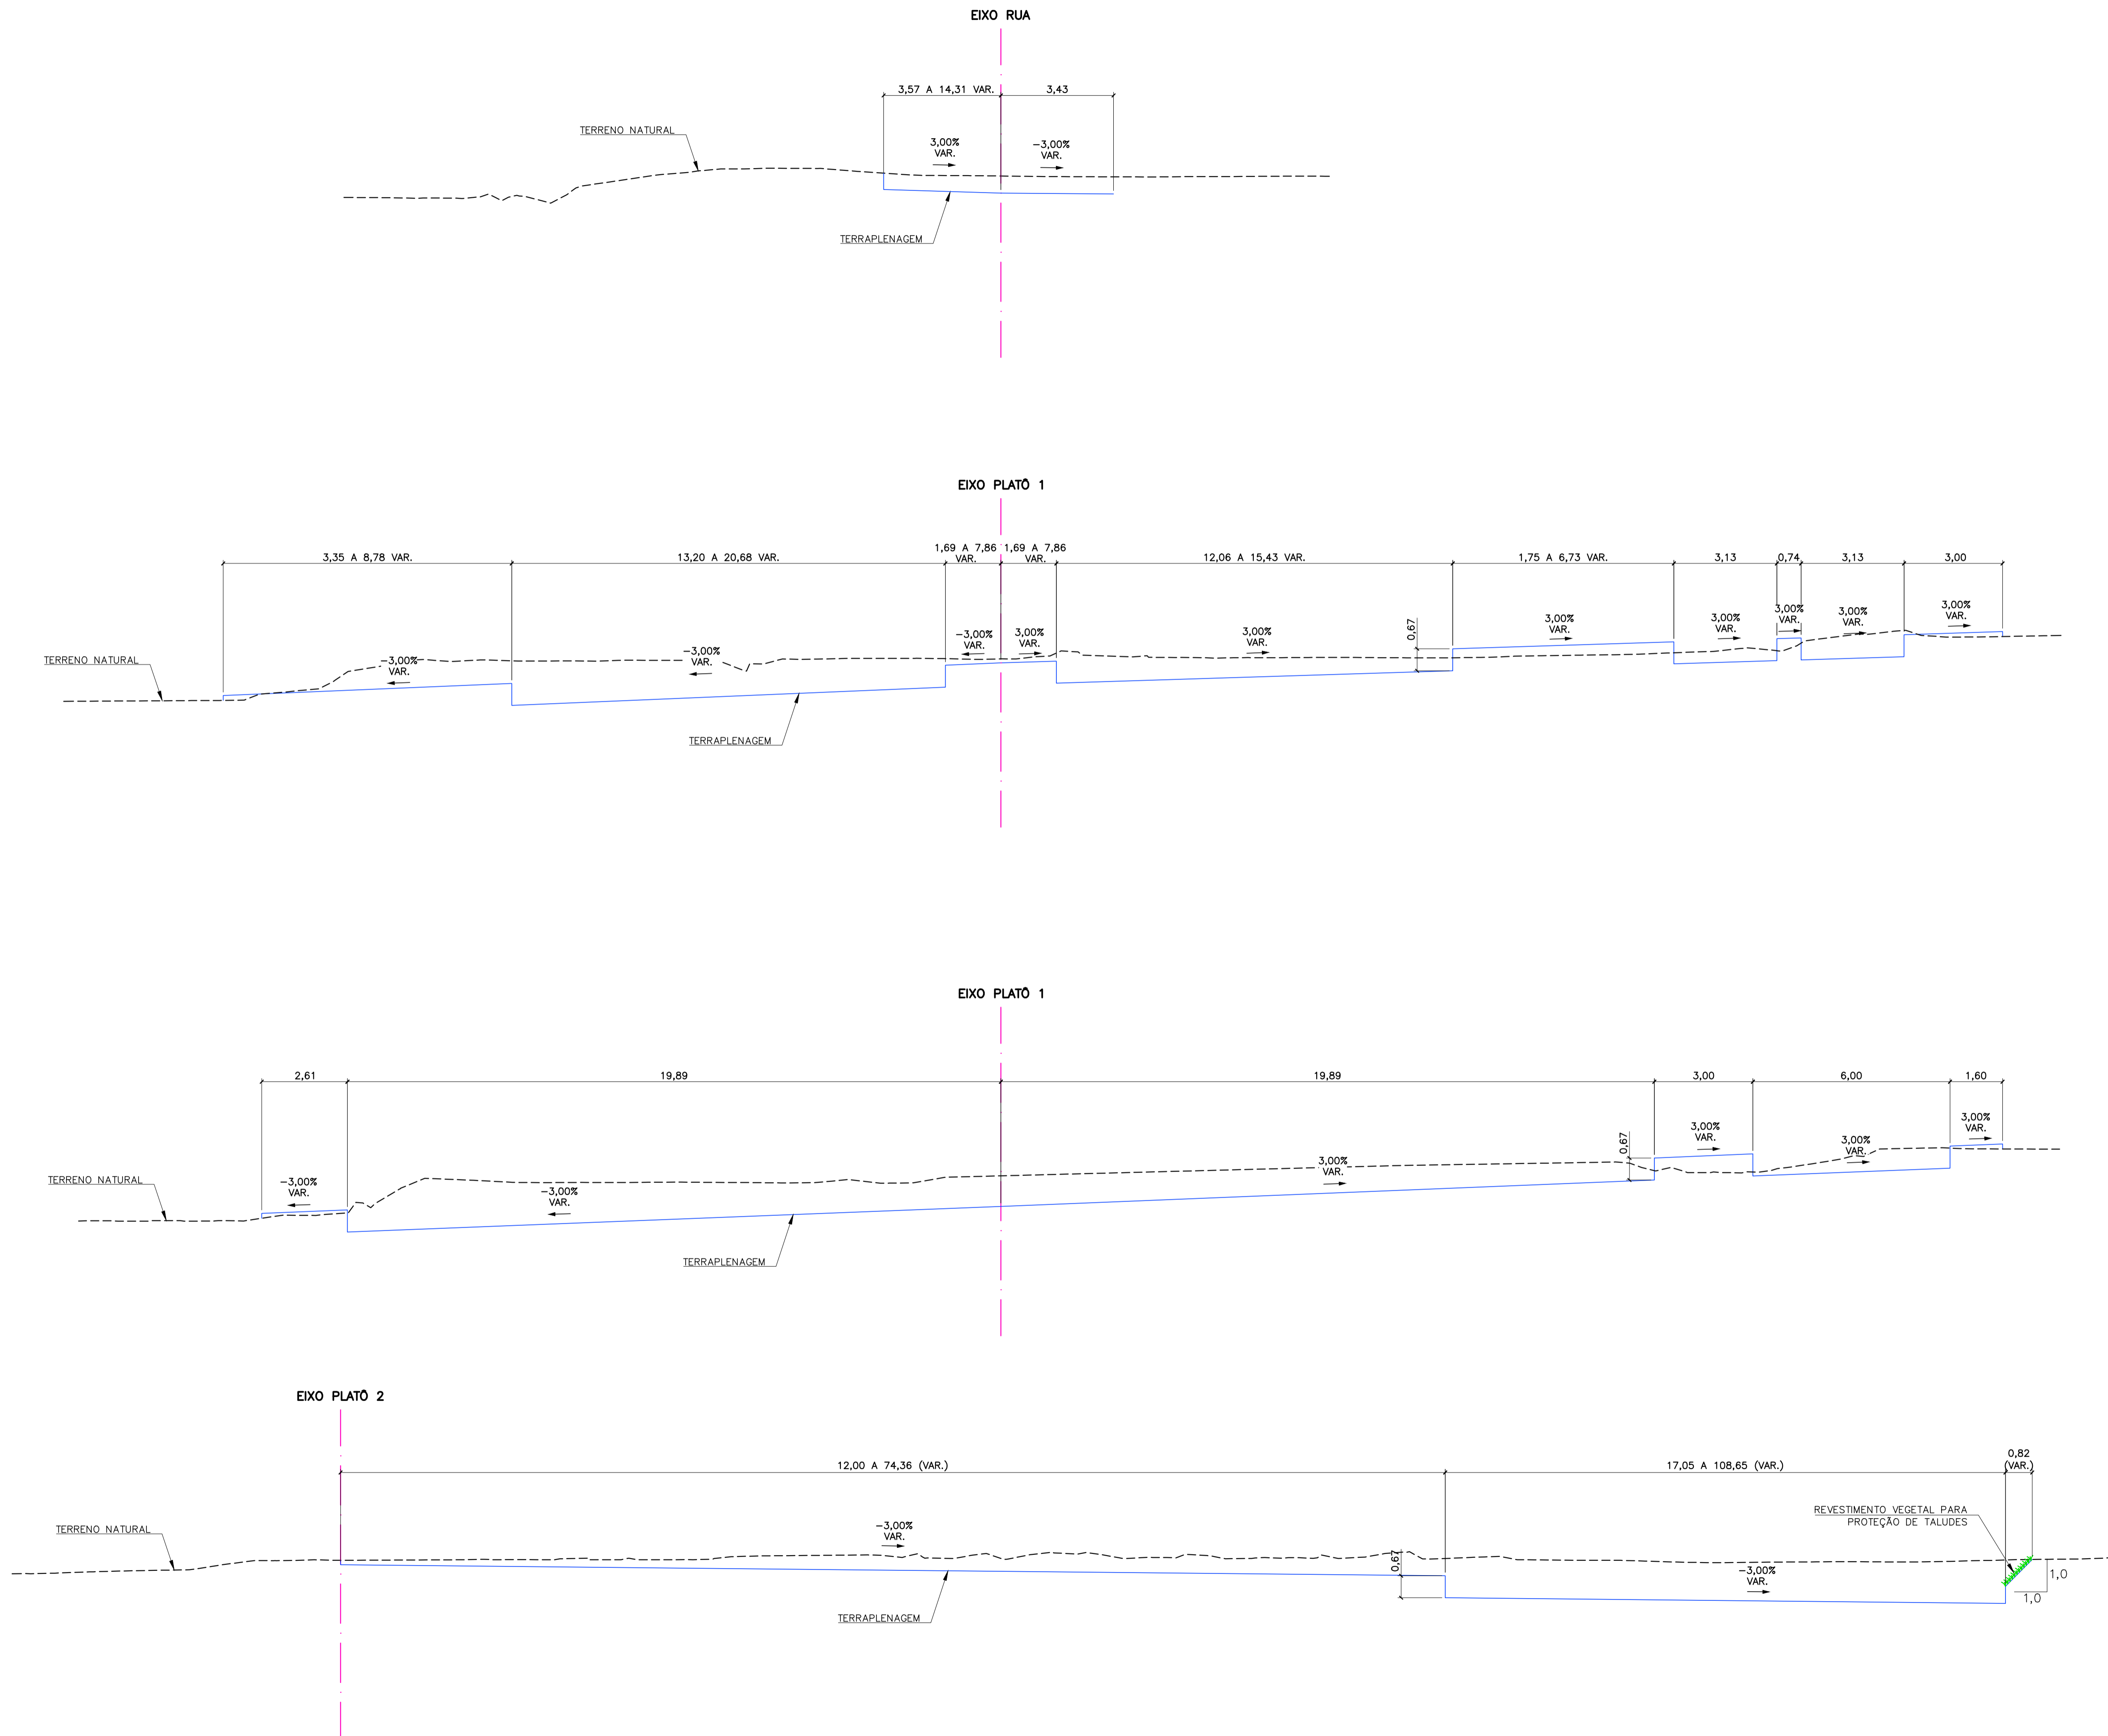 EIXO RUA
3,57 A 14,31 VAR.
3,43
TERRENO NATURAL
3,00%
VAR.
-3,00%
VAR.
TERRAPLENAGEM
EIXO PLATÔ 1
3,35 A 8,78 VAR.
13,20 A 20,68 VAR.
1,69 A 7,86
VAR.
1,69 A 7,86
VAR.
12,06 A 15,43 VAR.
1,75 A 6,73 VAR.
3,13
0,74
3,13
3,00
TERRENO NATURAL
-3,00%
VAR.
-3,00%
VAR.
-3,00%
VAR.
3,00%
VAR.
3,00%
VAR.
0,67
3,00%
VAR.
3,00%
VAR.
3,00%
VAR.
3,00%
VAR.
3,00%
VAR.
TERRAPLENAGEM
EIXO PLATÔ 1
2,61
19,89
19,89
3,00
6,00
1,60
TERRENO NATURAL
-3,00%
VAR.
-3,00%
VAR.
3,00%
VAR.
0,67
3,00%
VAR.
3,00%
VAR.
3,00%
VAR.
TERRAPLENAGEM
EIXO PLATÔ 2
12,00 A 74,36 (VAR.)
17,05 A 108,65 (VAR.)
0,82
(VAR.)
TERRENO NATURAL
-3,00%
VAR.
0,67
REVESTIMENTO VEGETAL PARA
PROTEÇÃO DE TALUDES
-3,00%
VAR.
1,0
1,0
TERRAPLENAGEM